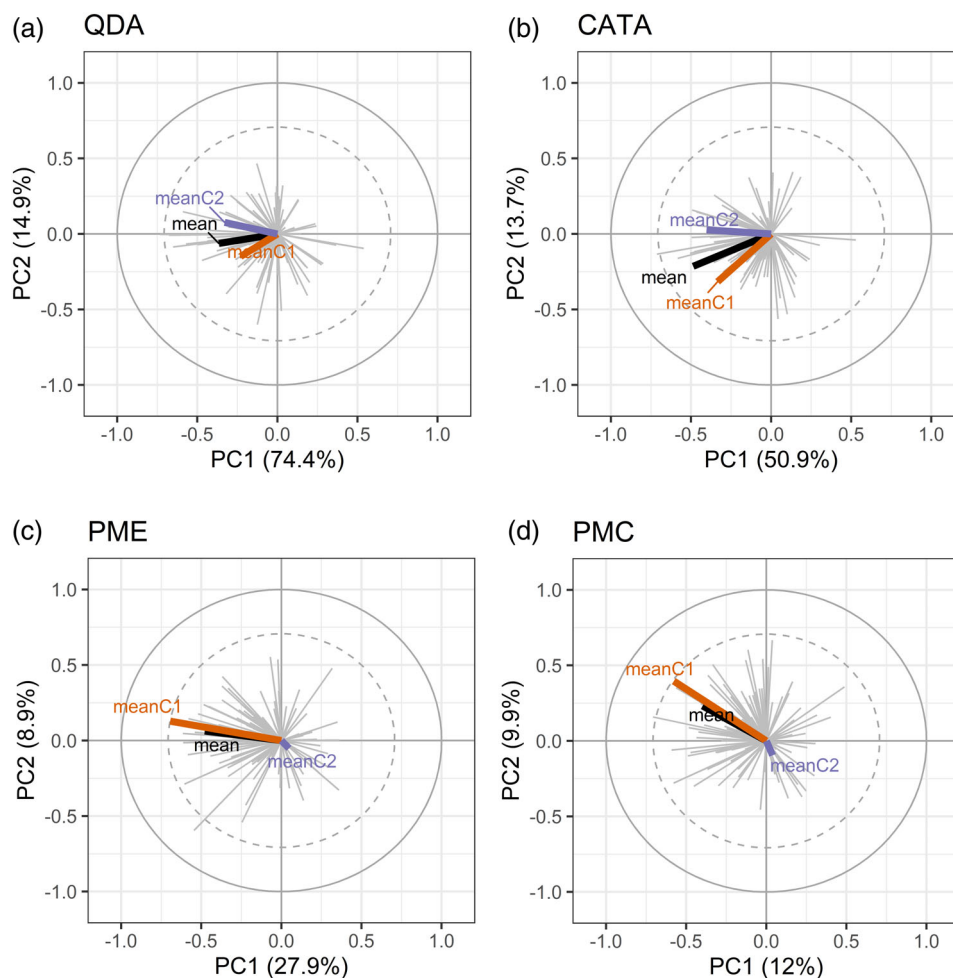 (a) QDA
PC2 (14.9%)
1.0
0.5
0.0
-0.5
-1.0
meanC2
mean
meanC1
-1.0 -0.5 0.0 0.5 1.0
PC1 (74.4%)
(b) CATA
PC2 (13.7%)
1.0
0.5
0.0
-0.5
-1.0
meanC2
mean
meanC1
-1.0 -0.5 0.0 0.5 1.0
PC1 (50.9%)
(c) PME
PC2 (8.9%)
1.0
0.5
0.0
-0.5
-1.0
meanC1
mean
meanC2
-1.0 -0.5 0.0 0.5 1.0
PC1 (27.9%)
(d) PMC
PC2 (9.9%)
1.0
0.5
0.0
-0.5
-1.0
meanC1
mean
meanC2
-1.0 -0.5 0.0 0.5 1.0
PC1 (12%)